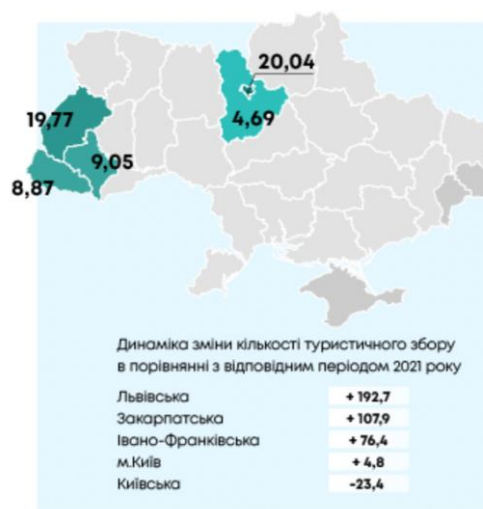 20,04
19,77
4,69
9,05
8,87
Динаміка зміни кількості туристичного збору
в порівнянні з відповідним періодом 2021 року
Львівська + 192,7
Закарпатська + 107,9
Івано-Франківська + 76,4
м.Київ + 4,8
Київська -23,4